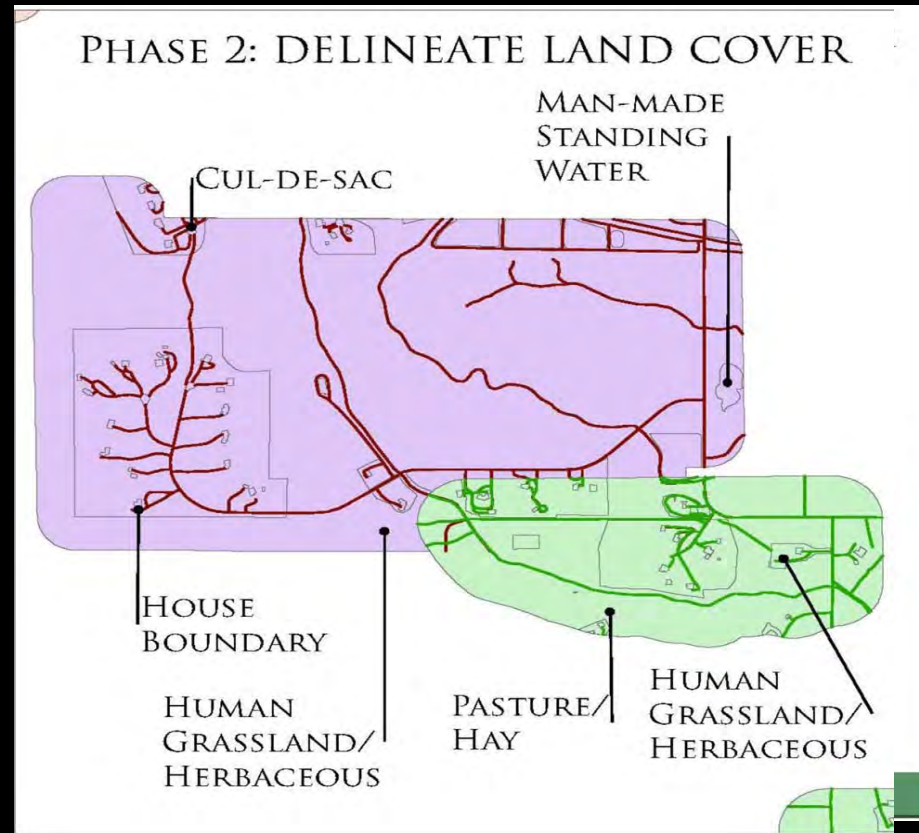 PHASE 2: DELINEATE LAND COVER
MAN-MADE
STANDING
WATER
CUL-DE-SAC
HOUSE
BOUNDARY
HUMAN
GRASSLAND/
HERBACEOUS
PASTURE/
HAY
HUMAN
GRASSLAND/
HERBACEOUS